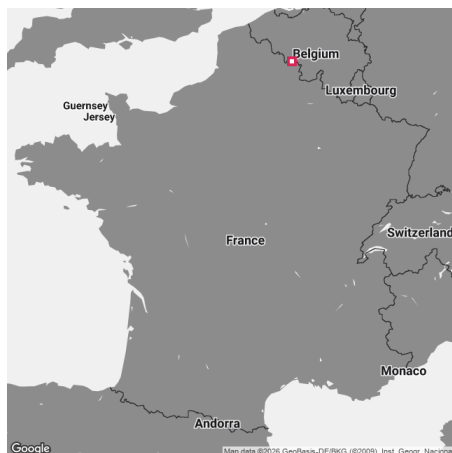 Belgium
Luxembourg
Guernsey
Jersey
Switzerland
France
Monaco
Andorra
Google
Map data ©2026 GeoBasis-DE/BKG (©2009), Inst. Geogr. Naciona